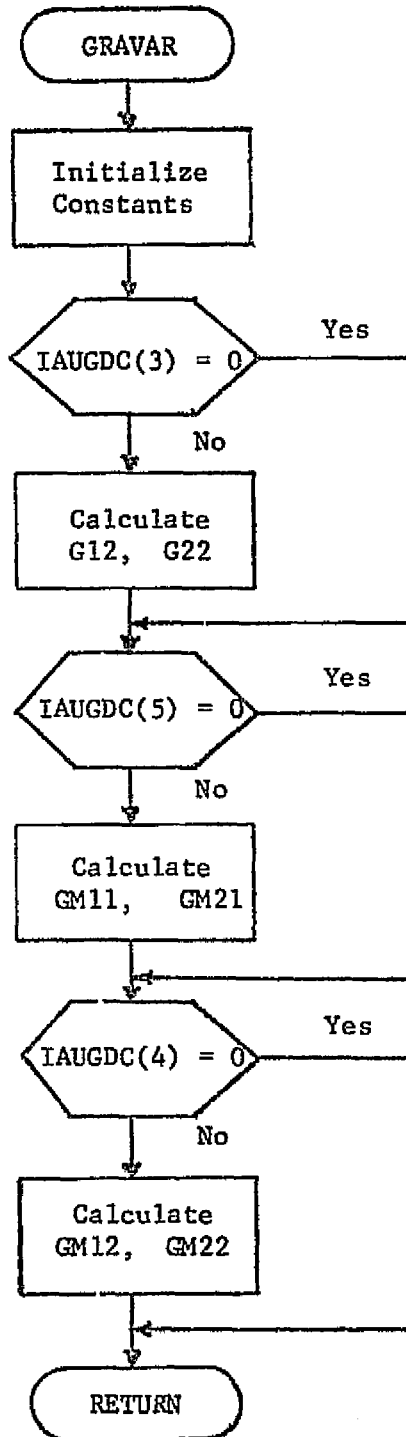 GRAVAR
Initialize
Constants
IAUGDC(3) = 0
Yes
No
Calculate
G12, G22
IAUGDC(5) = 0
Yes
No
Calculate
GM11, GM21
IAUGDC(4) = 0
Yes
No
Calculate
GM12, GM22
RETURN